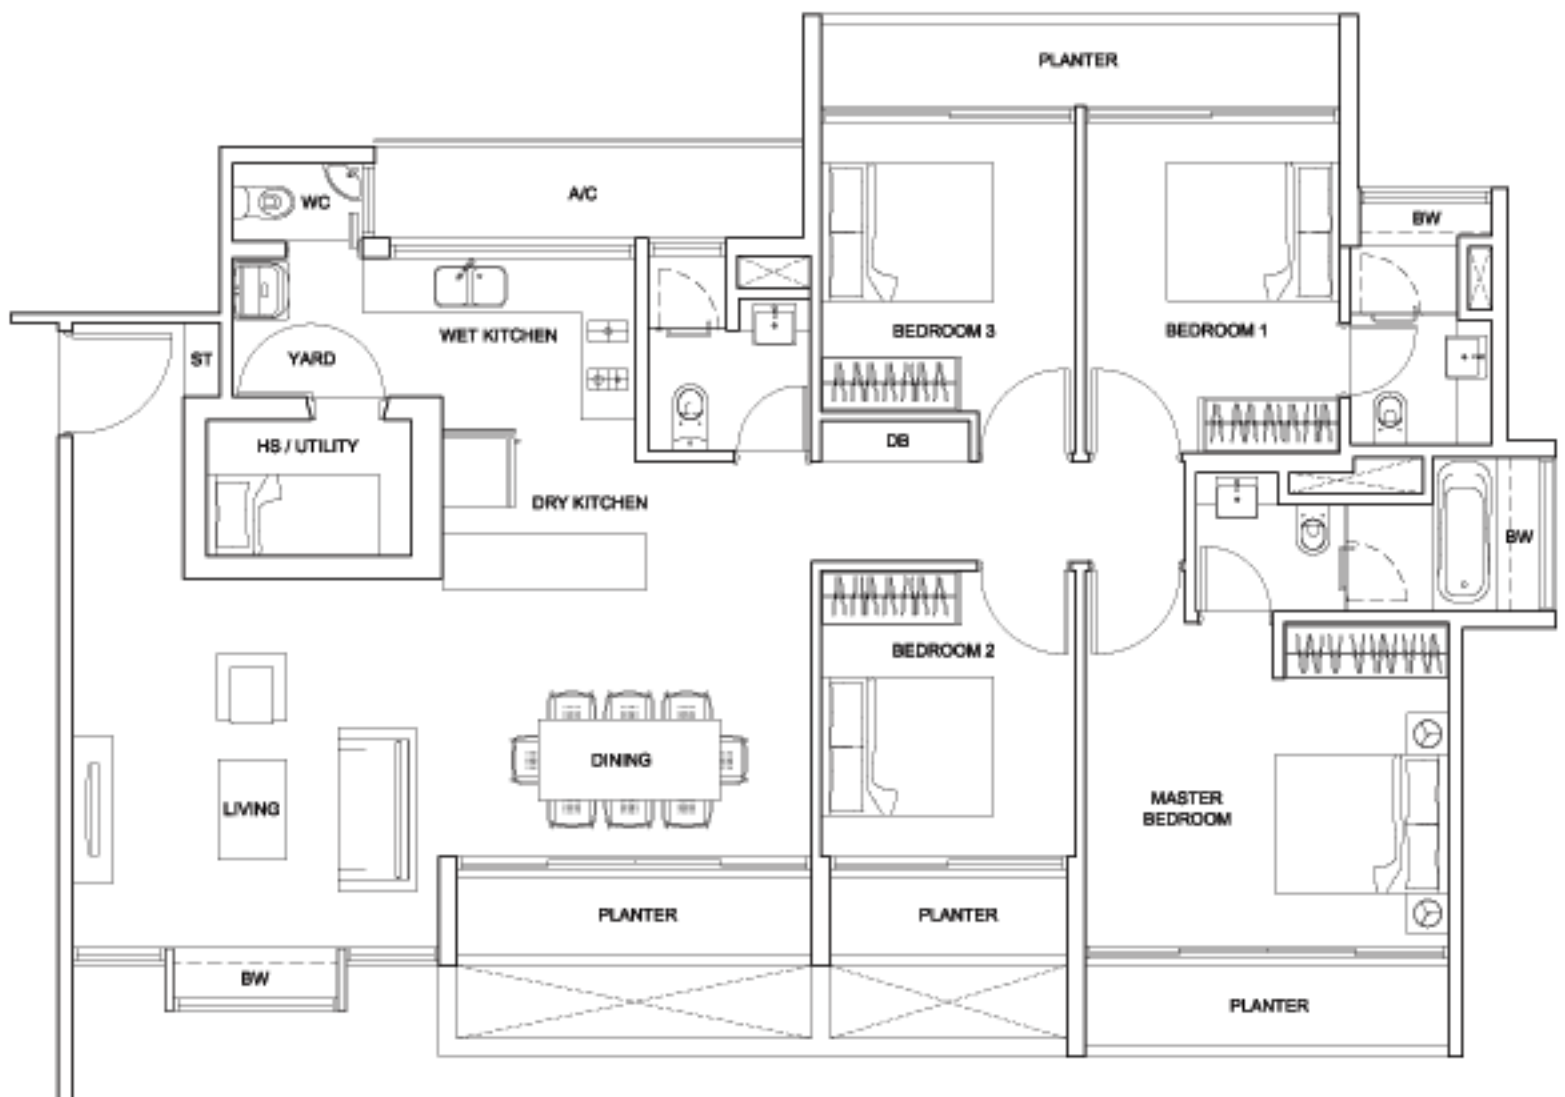 PLANTER
A/C
WC
BW
ST
YARD
WET KITCHEN
BEDROOM 3
BEDROOM 1
HS / UTILITY
DB
DRY KITCHEN
BW
BEDROOM 2
LIVING
DINING
MASTER
BEDROOM
PLANTER
PLANTER
BW
PLANTER